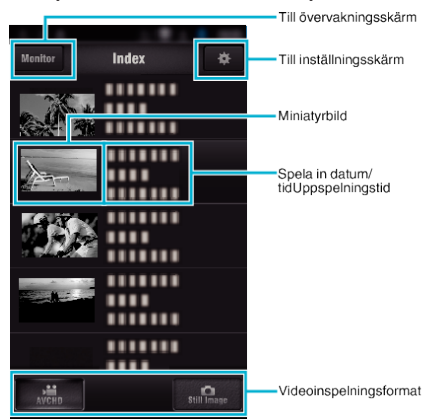 Till övervakningsskärm
Monitor
Index
Till inställningsskärm
Miniatyrbild
Spela in datum/
tidUppspelningstid
AVCHD
Still Image
Videoinspelningsformat